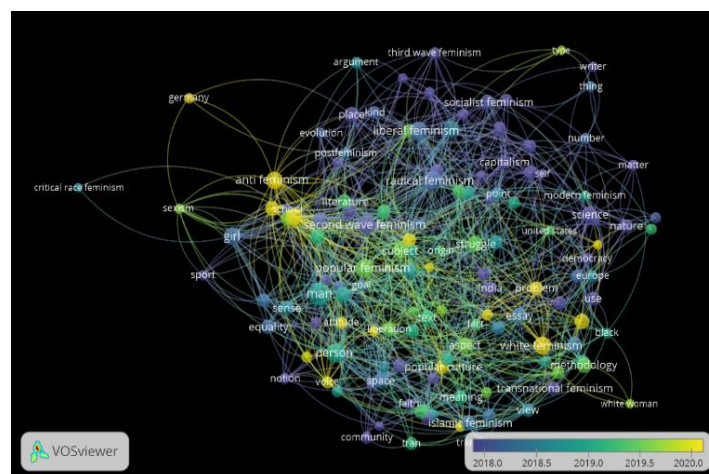 third wave feminism
type
argument
writer
germany
thing
socialist feminism
place
kind
liberal feminism
evolution
number
postfeminism
capitalism
matter
self
anti feminism
radical feminism
critical race feminism
point
modern feminism
literature
sexism
school
science
second wave feminism
nature
united states
girl
subject
origin
struggle
democracy
popular feminism
europe
sport
goal
india
problem
man
use
sense
text
essay
equality
attitude
liberation
fact
black
person
aspect
white feminism
popular culture
methodology
notion
voice
space
meaning
transnational feminism
faith
view
white woman
islamic feminism
community
tran
VOSviewer
2018.0 2018.5 2019.0 2019.5 2020.0